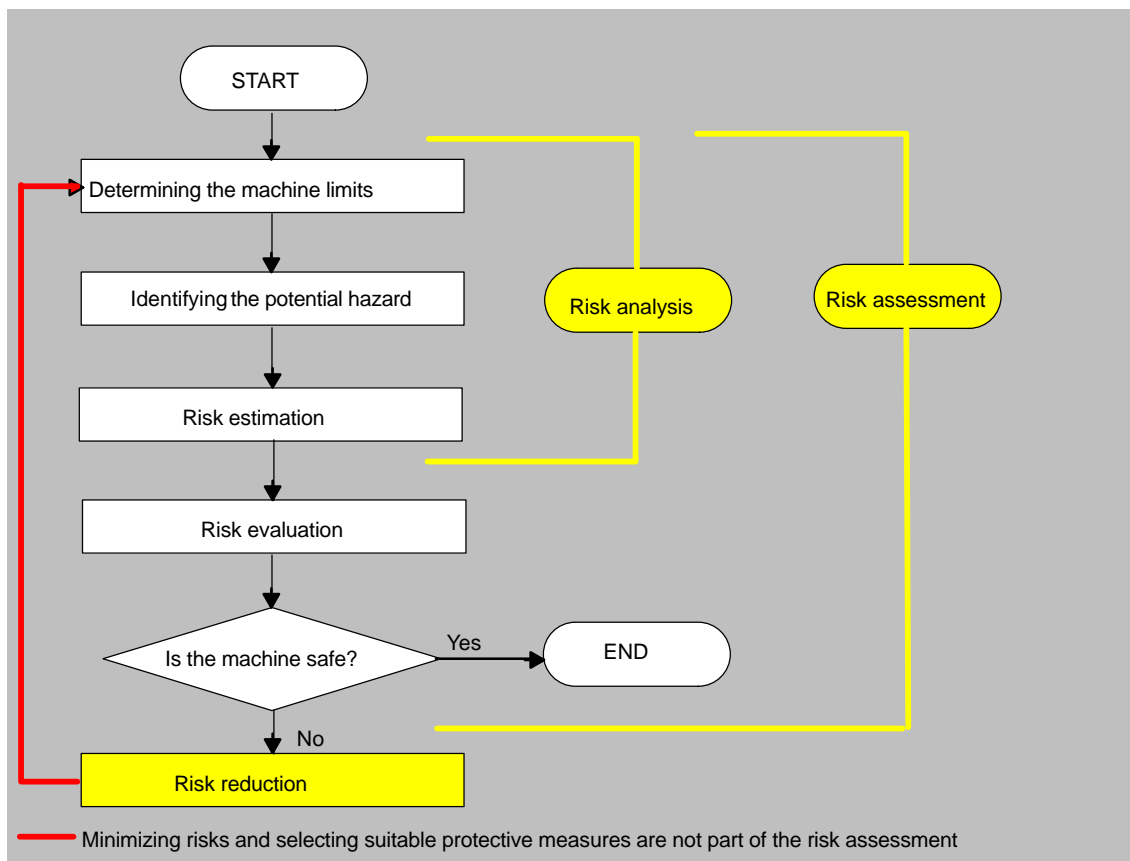 START
Determining the machine limits
Identifying the potential hazard
Risk analysis
Risk assessment
Risk estimation
Risk evaluation
Is the machine safe?
Yes
END
No
Risk reduction
Minimizing risks and selecting suitable protective measures are not part of the risk assessment